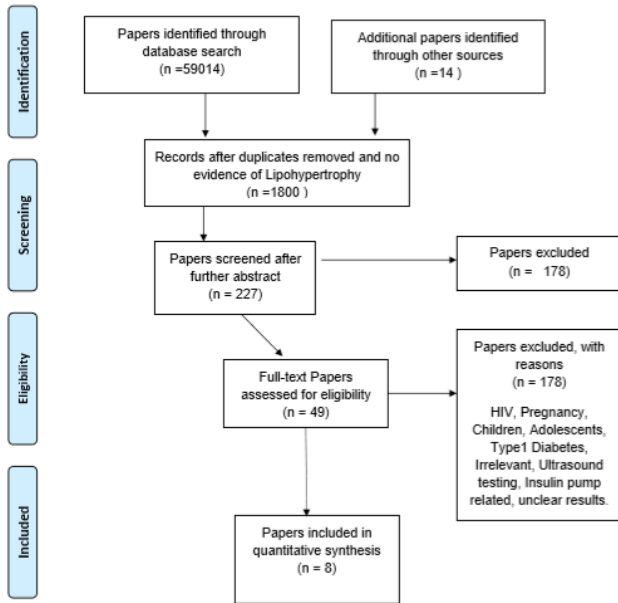 Identification
Papers identified through
database search
(n =59014)
Additional papers identified
through other sources
(n =14 )
Records after duplicates removed and no
evidence of Lipohypertrophy
(n =1800 )
Screening
Papers screened after
further abstract
(n = 227)
Papers excluded
(n = 178)
Eligibility
Full-text Papers
assessed for eligibility
(n = 49)
Papers excluded, with
reasons
(n = 178)
HIV, Pregnancy,
Children, Adolescents,
Type1 Diabetes,
Irrelevant, Ultrasound
testing, Insulin pump
related, unclear results.
Included
Papers included in
quantitative synthesis
(n = 8)